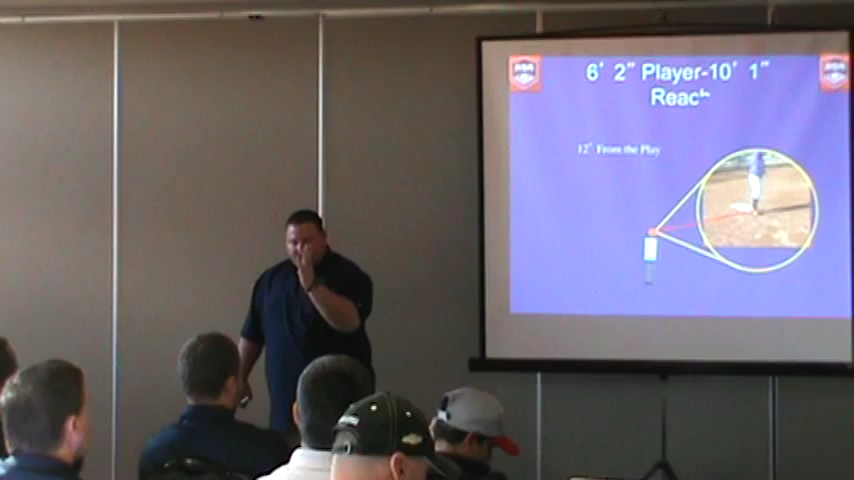 6' 2" Player-10' 1"
Reach
12' From the Play